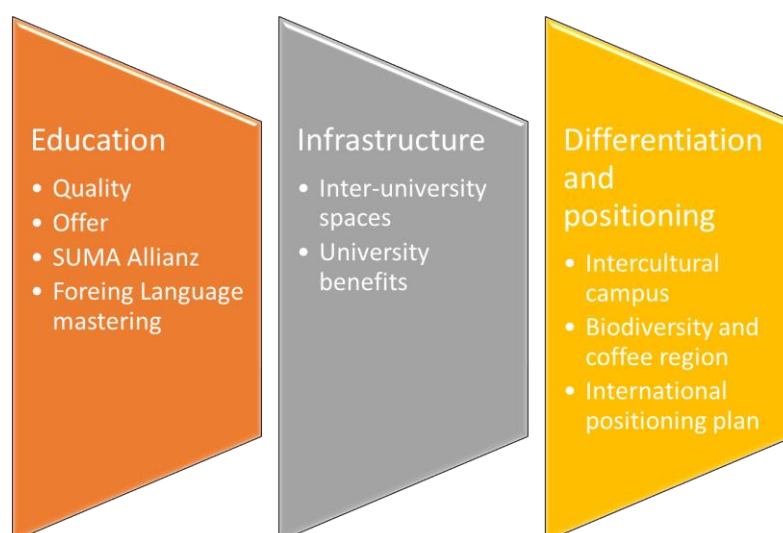 Education
• Quality
• Offer
• SUMA Allianz
• Foreing Language
mastering
Infrastructure
• Inter-university
spaces
• University
benefits
Differentiation
and
positioning
• Intercultural
campus
• Biodiversity and
coffee region
• International
positioning plan